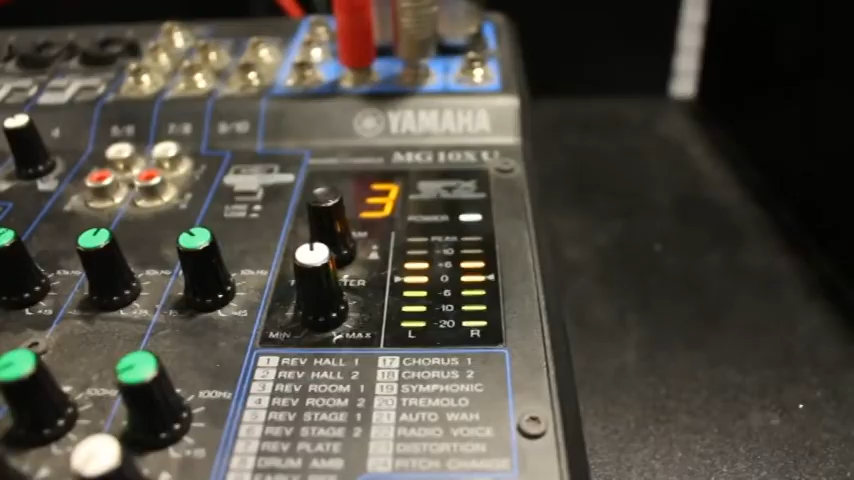 YAMAHA
MG10XU
4
5/6
7/8
9/10
3
SPX
POWER
PEAK
+10
+6
0
-6
-10
-20
L R
MIN MAX
10kHz
100Hz
1 REV HALL 1
2 REV HALL 2
3 REV ROOM 1
4 REV ROOM 2
5 REV STAGE 1
6 REV STAGE 2
7 REV PLATE
8 DRUM AMB
17 CHORUS 1
18 CHORUS 2
19 SYMPHONIC
20 TREMOLO
21 AUTO WAH
22 RADIO VOICE
23 DISTORTION
24 PITCH CHANGE